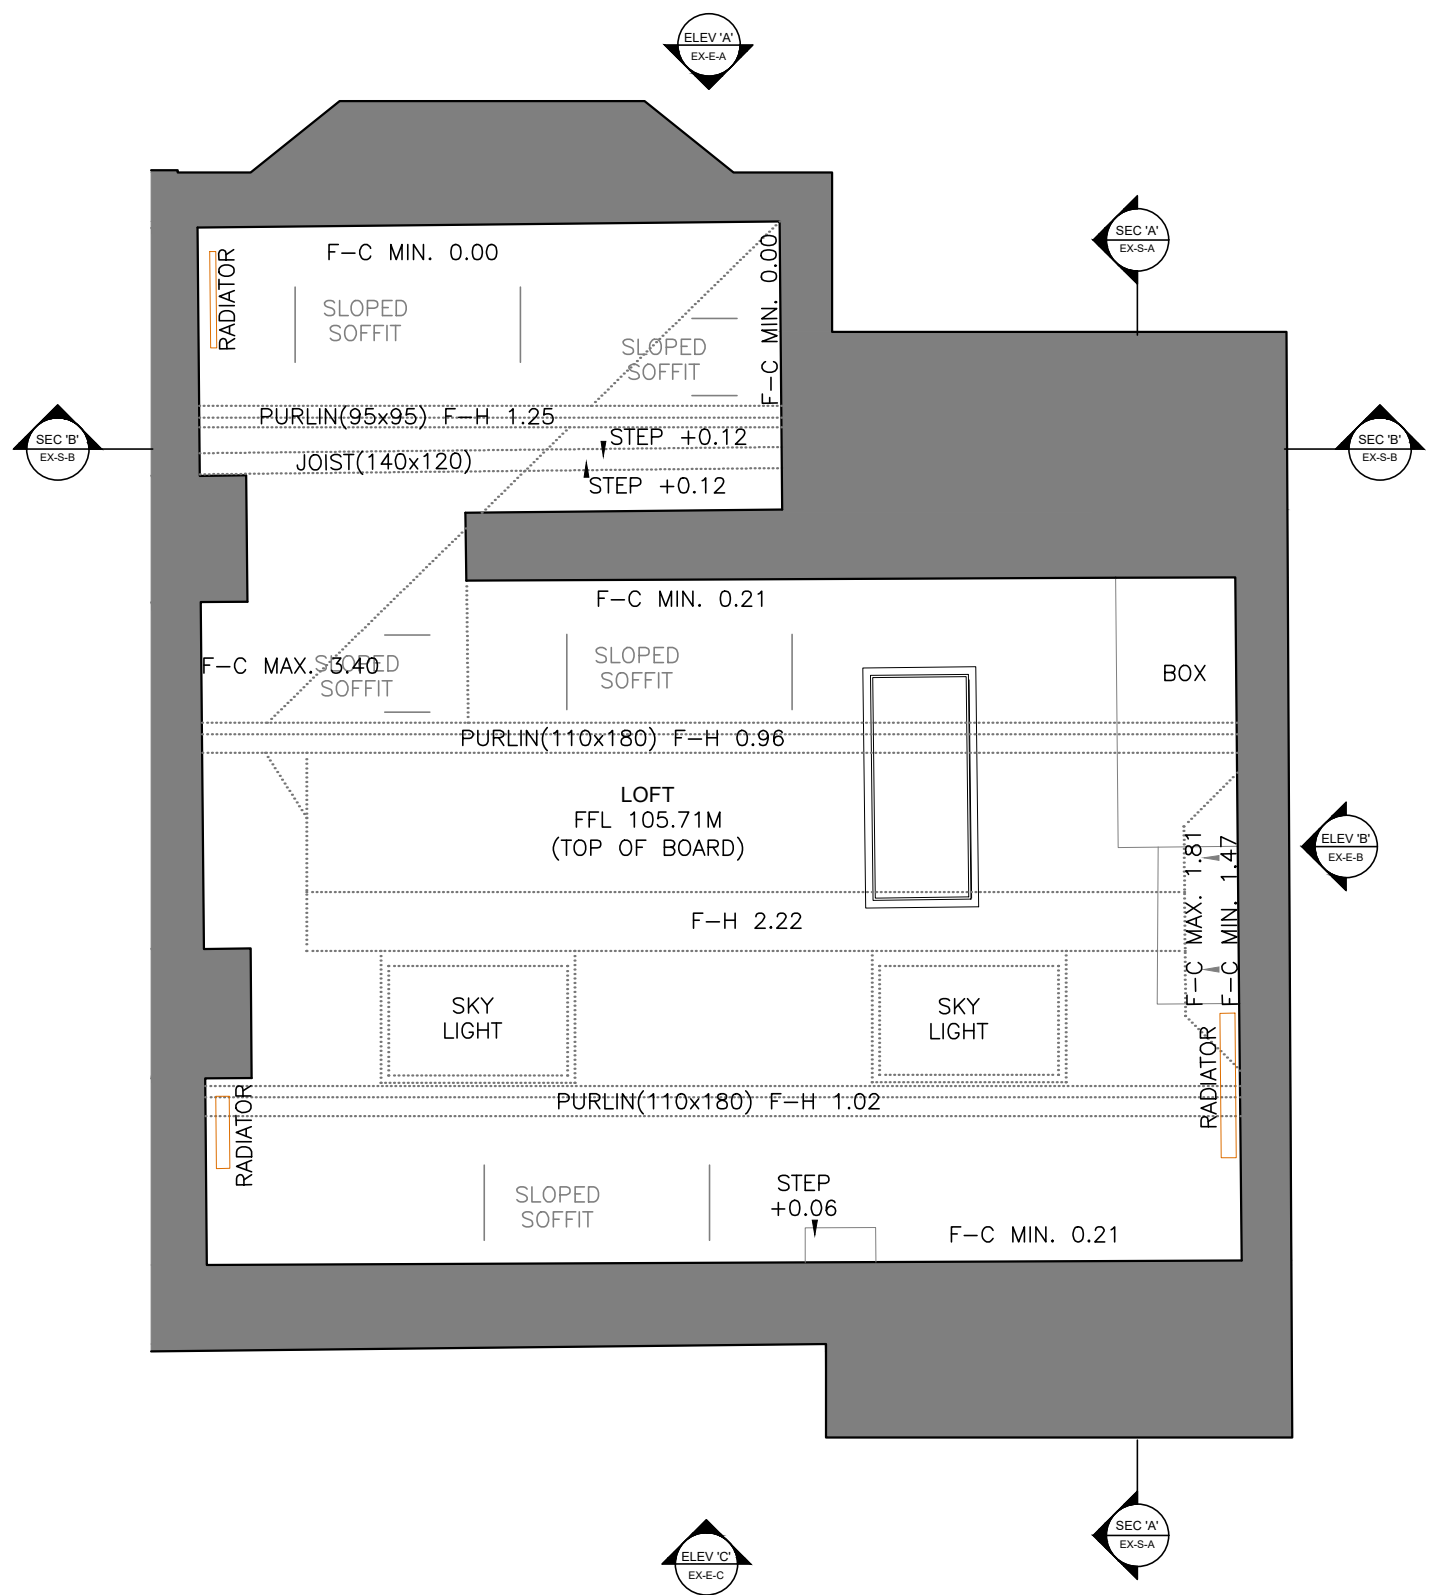 ELEV 'A'
EX-E-A
SEC 'A'
EX-S-A
F-C MIN. 0.00
RADIATOR
SLOPED
SOFFIT
F-C MIN. 0.00
SLOPED
SOFFIT
PURLIN(95x95) F-H 1.25
STEP +0.12
JOIST(140x120)
STEP +0.12
SEC 'B'
EX-S-B
SEC 'B'
EX-S-B
F-C MIN. 0.21
F-C MAX. 3.40
SLOPED
SOFFIT
SLOPED
SOFFIT
BOX
PURLIN(110x180) F-H 0.96
LOFT
FFL 105.71M
(TOP OF BOARD)
F-C MAX. 1.81
F-C MIN. 1.47
ELEV 'B'
EX-E-B
F-H 2.22
SKY
LIGHT
SKY
LIGHT
RADIATOR
PURLIN(110x180) F-H 1.02
RADIATOR
SLOPED
SOFFIT
STEP
+0.06
F-C MIN. 0.21
SEC 'A'
EX-S-A
ELEV 'C'
EX-E-C